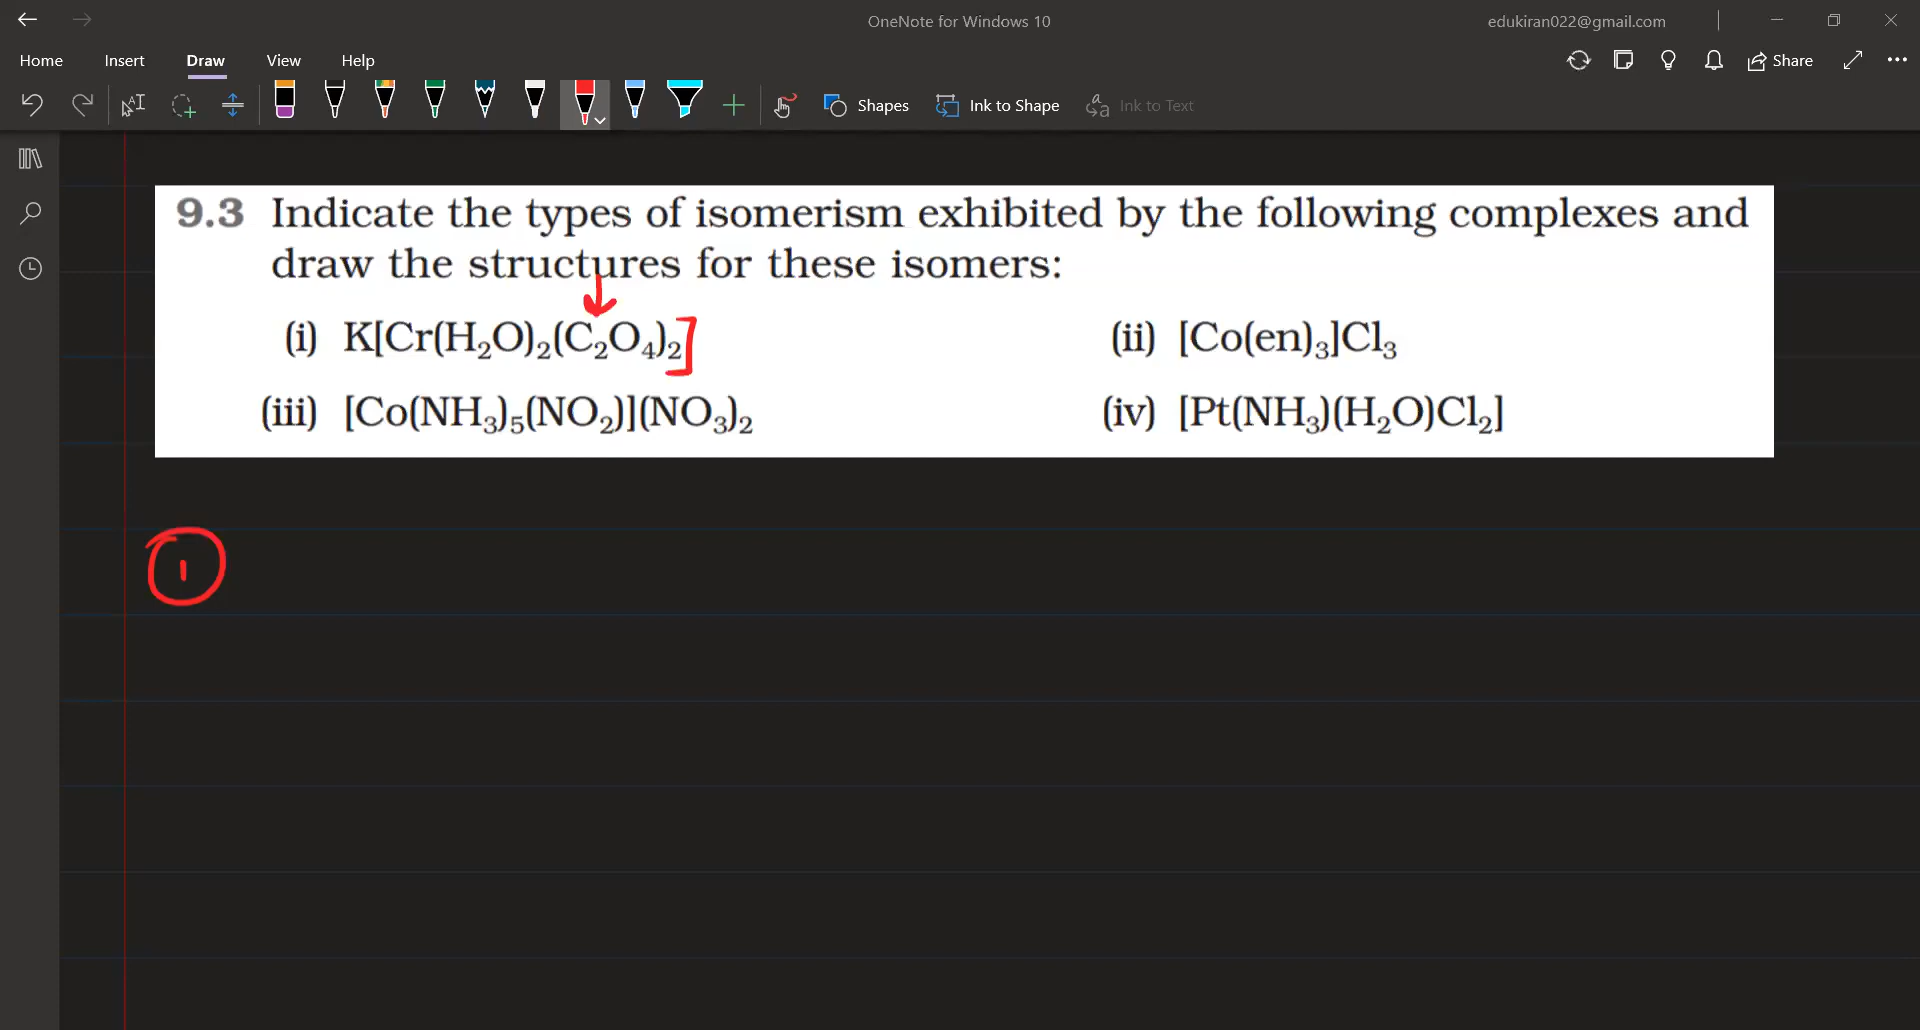 OneNote for Windows 10
edukiran022@gmail.com
Home Insert Draw View Help
Share
Shapes Ink to Shape Ink to Text
9.3 Indicate the types of isomerism exhibited by the following complexes and
draw the structures for these isomers:
(i) K[Cr(H₂O)₂(C₂O₄)₂] (ii) [Co(en)₃]Cl₃
(iii) [Co(NH₃)₅(NO₂)](NO₃)₂ (iv) [Pt(NH₃)(H₂O)Cl₂]
1